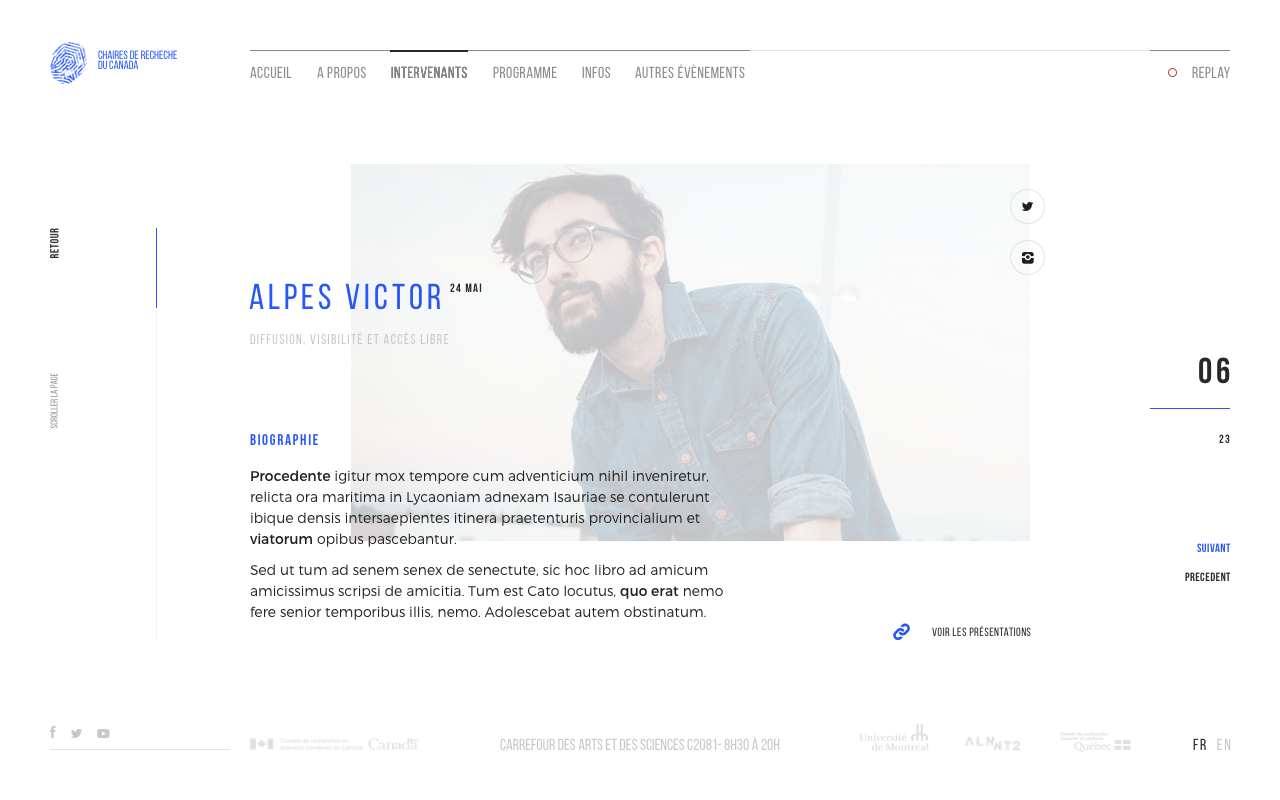 CHAIRES DE RECHECHE
DU CANADA
ACCUEIL
A PROPOS
INTERVENANTS
PROGRAMME
INFOS
AUTRES ÉVÈNEMENTS
REPLAY
RETOUR
SCROLLER LA PAGE
ALPES VICTOR 24 MAI
DIFFUSION, VISIBILITÉ ET ACCÈS LIBRE
BIOGRAPHIE
Procedente igitur mox tempore cum adventicium nihil inveniretur,
relicta ora maritima in Lycaoniam adnexam Isauriae se contulerunt
ibique densis intersaepientes itinera praetenturis provincialium et
viatorum opibus pascebantur.
Sed ut tum ad senem senex de senectute, sic hoc libro ad amicum
amicissimus scripsi de amicitia. Tum est Cato locutus, quo erat nemo
fere senior temporibus illis, nemo. Adolescebat autem obstinatum.
VOIR LES PRÉSENTATIONS
06
23
SUIVANT
PRECEDENT
Conseil de recherches en
sciences humaines du Canada
Canada
CARREFOUR DES ARTS ET DES SCIENCES C2081- 8H30 À 20H
Université
de Montréal
ALN
NT2
Québec
FR EN